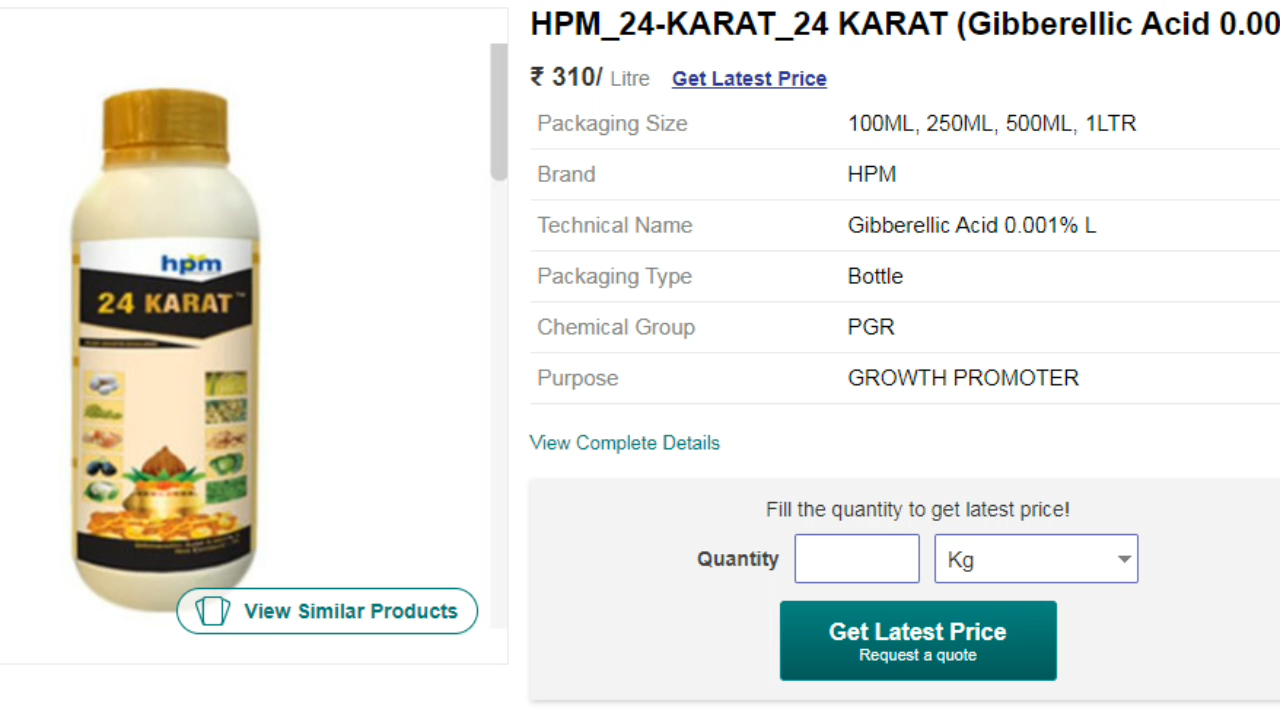 HPM_24-KARAT_24 KARAT (Gibberellic Acid 0.00
₹ 310/ Litre Get Latest Price
Packaging Size 100ML, 250ML, 500ML, 1LTR
Brand HPM
Technical Name Gibberellic Acid 0.001% L
Packaging Type Bottle
Chemical Group PGR
Purpose GROWTH PROMOTER
View Complete Details
Fill the quantity to get latest price!
Quantity Kg
Get Latest Price
Request a quote
hpm
24 KARAT™
View Similar Products